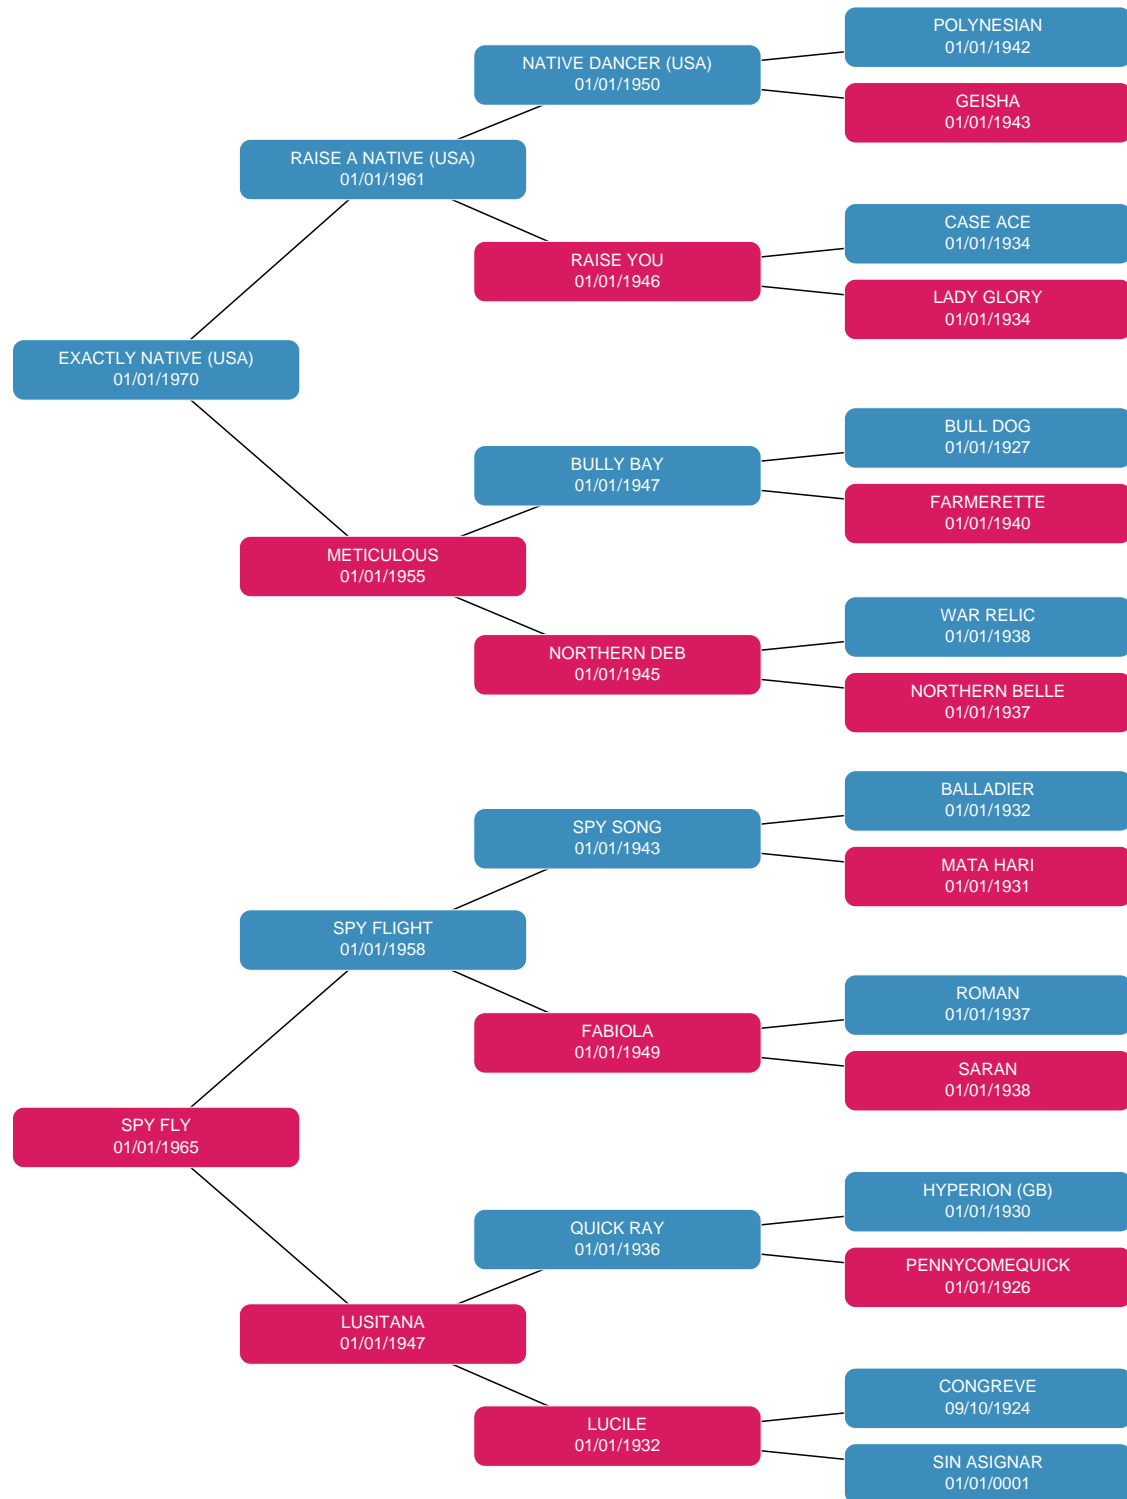 POLYNESIAN
01/01/1942
NATIVE DANCER (USA)
01/01/1950
GEISHA
01/01/1943
RAISE A NATIVE (USA)
01/01/1961
CASE ACE
01/01/1934
RAISE YOU
01/01/1946
LADY GLORY
01/01/1934
EXACTLY NATIVE (USA)
01/01/1970
BULL DOG
01/01/1927
BULLY BAY
01/01/1947
FARMERETTE
01/01/1940
METICULOUS
01/01/1955
WAR RELIC
01/01/1938
NORTHERN DEB
01/01/1945
NORTHERN BELLE
01/01/1937
BALLADIER
01/01/1932
SPY SONG
01/01/1943
MATA HARI
01/01/1931
SPY FLIGHT
01/01/1958
ROMAN
01/01/1937
FABIOLA
01/01/1949
SARAN
01/01/1938
SPY FLY
01/01/1965
HYPERION (GB)
01/01/1930
QUICK RAY
01/01/1936
PENNYCOMEQUICK
01/01/1926
LUSITANA
01/01/1947
CONGREVE
09/10/1924
LUCILE
01/01/1932
SIN ASIGNAR
01/01/0001